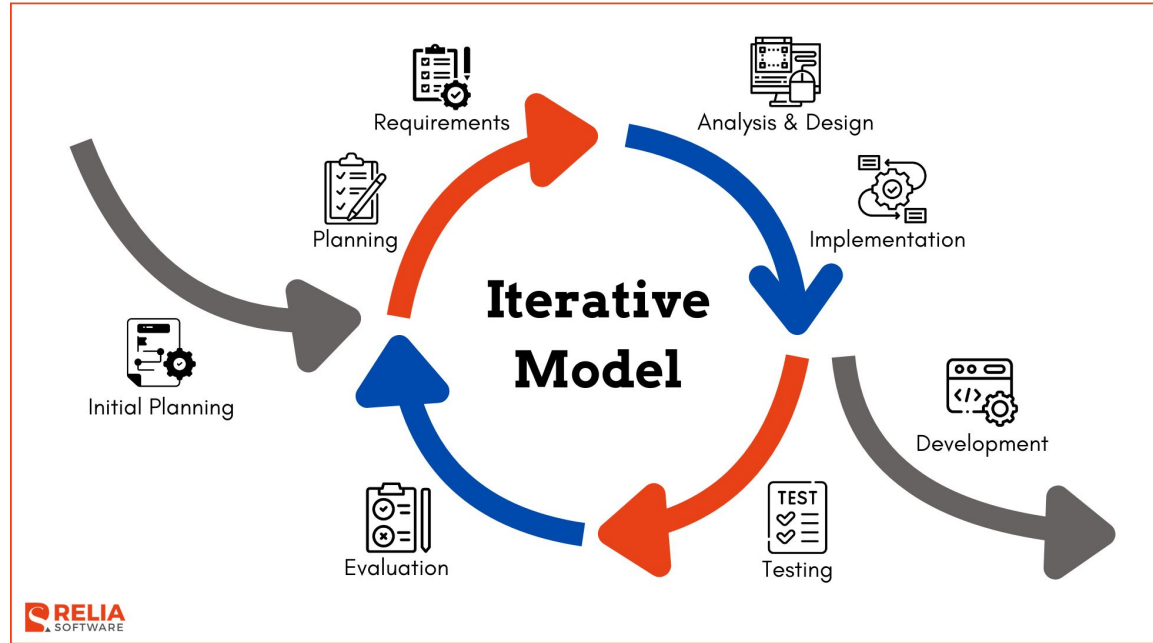 Requirements
Analysis & Design
Planning
Implementation
Iterative
Model
Initial Planning
Development
TEST
Evaluation
Testing
RELIA
SOFTWARE